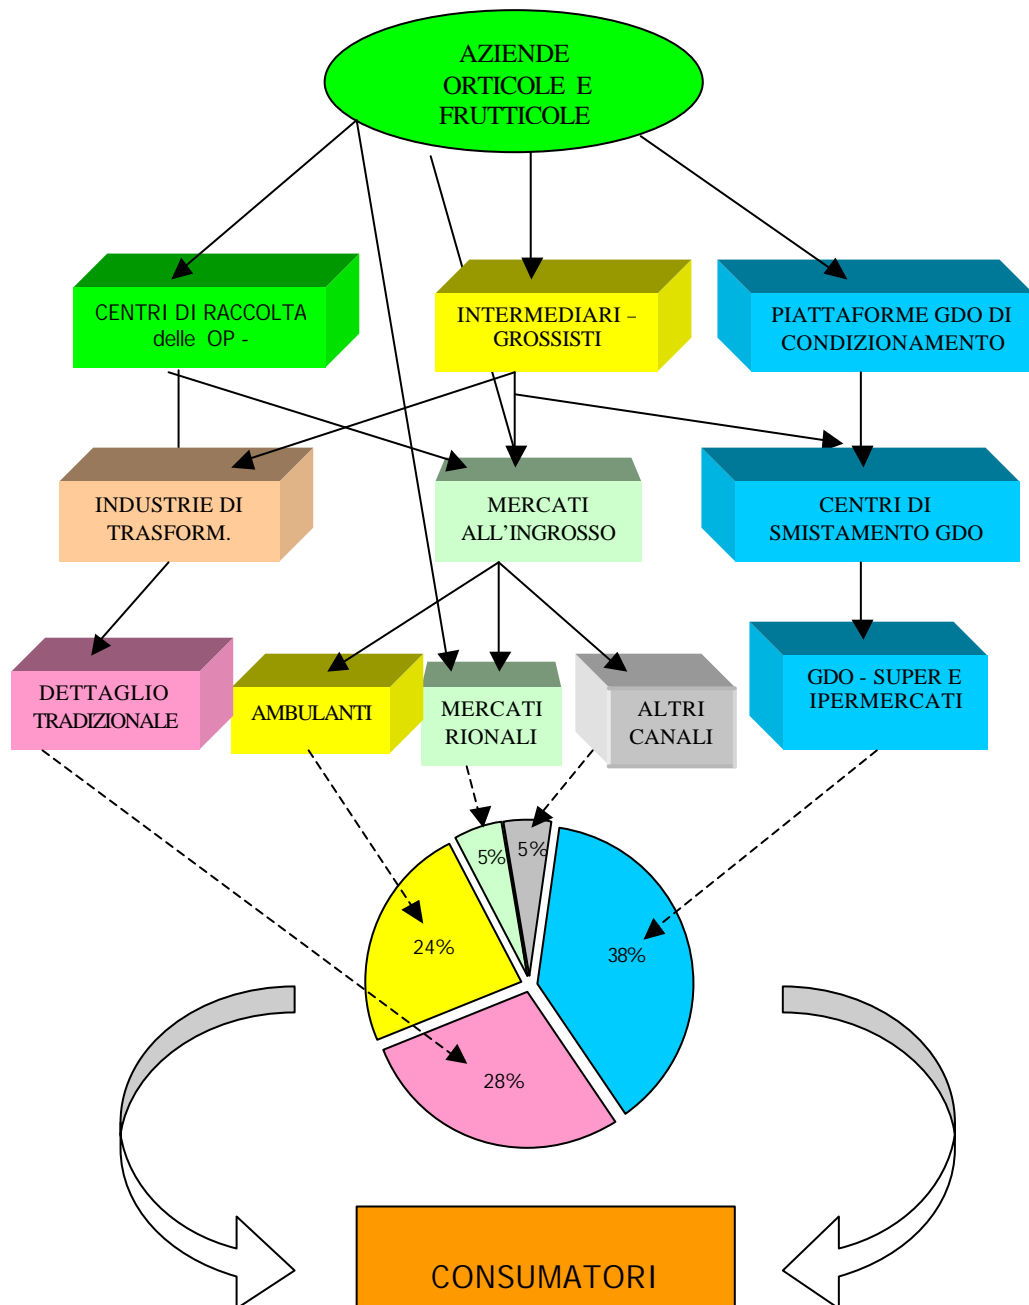 AZIENDE
ORTICOLE E
FRUTTICOLE
CENTRI DI RACCOLTA
delle OP -
INTERMEDIARI –
GROSSISTI
PIATTAFORME GDO DI
CONDIZIONAMENTO
INDUSTRIE DI
TRASFORM.
MERCATI
ALL'INGROSSO
CENTRI DI
SMISTAMENTO GDO
DETTAGLIO
TRADIZIONALE
AMBULANTI
MERCATI
RIONALI
ALTRI
CANALI
GDO - SUPER E
IPERMERCATI
5%
5%
24%
38%
28%
CONSUMATORI